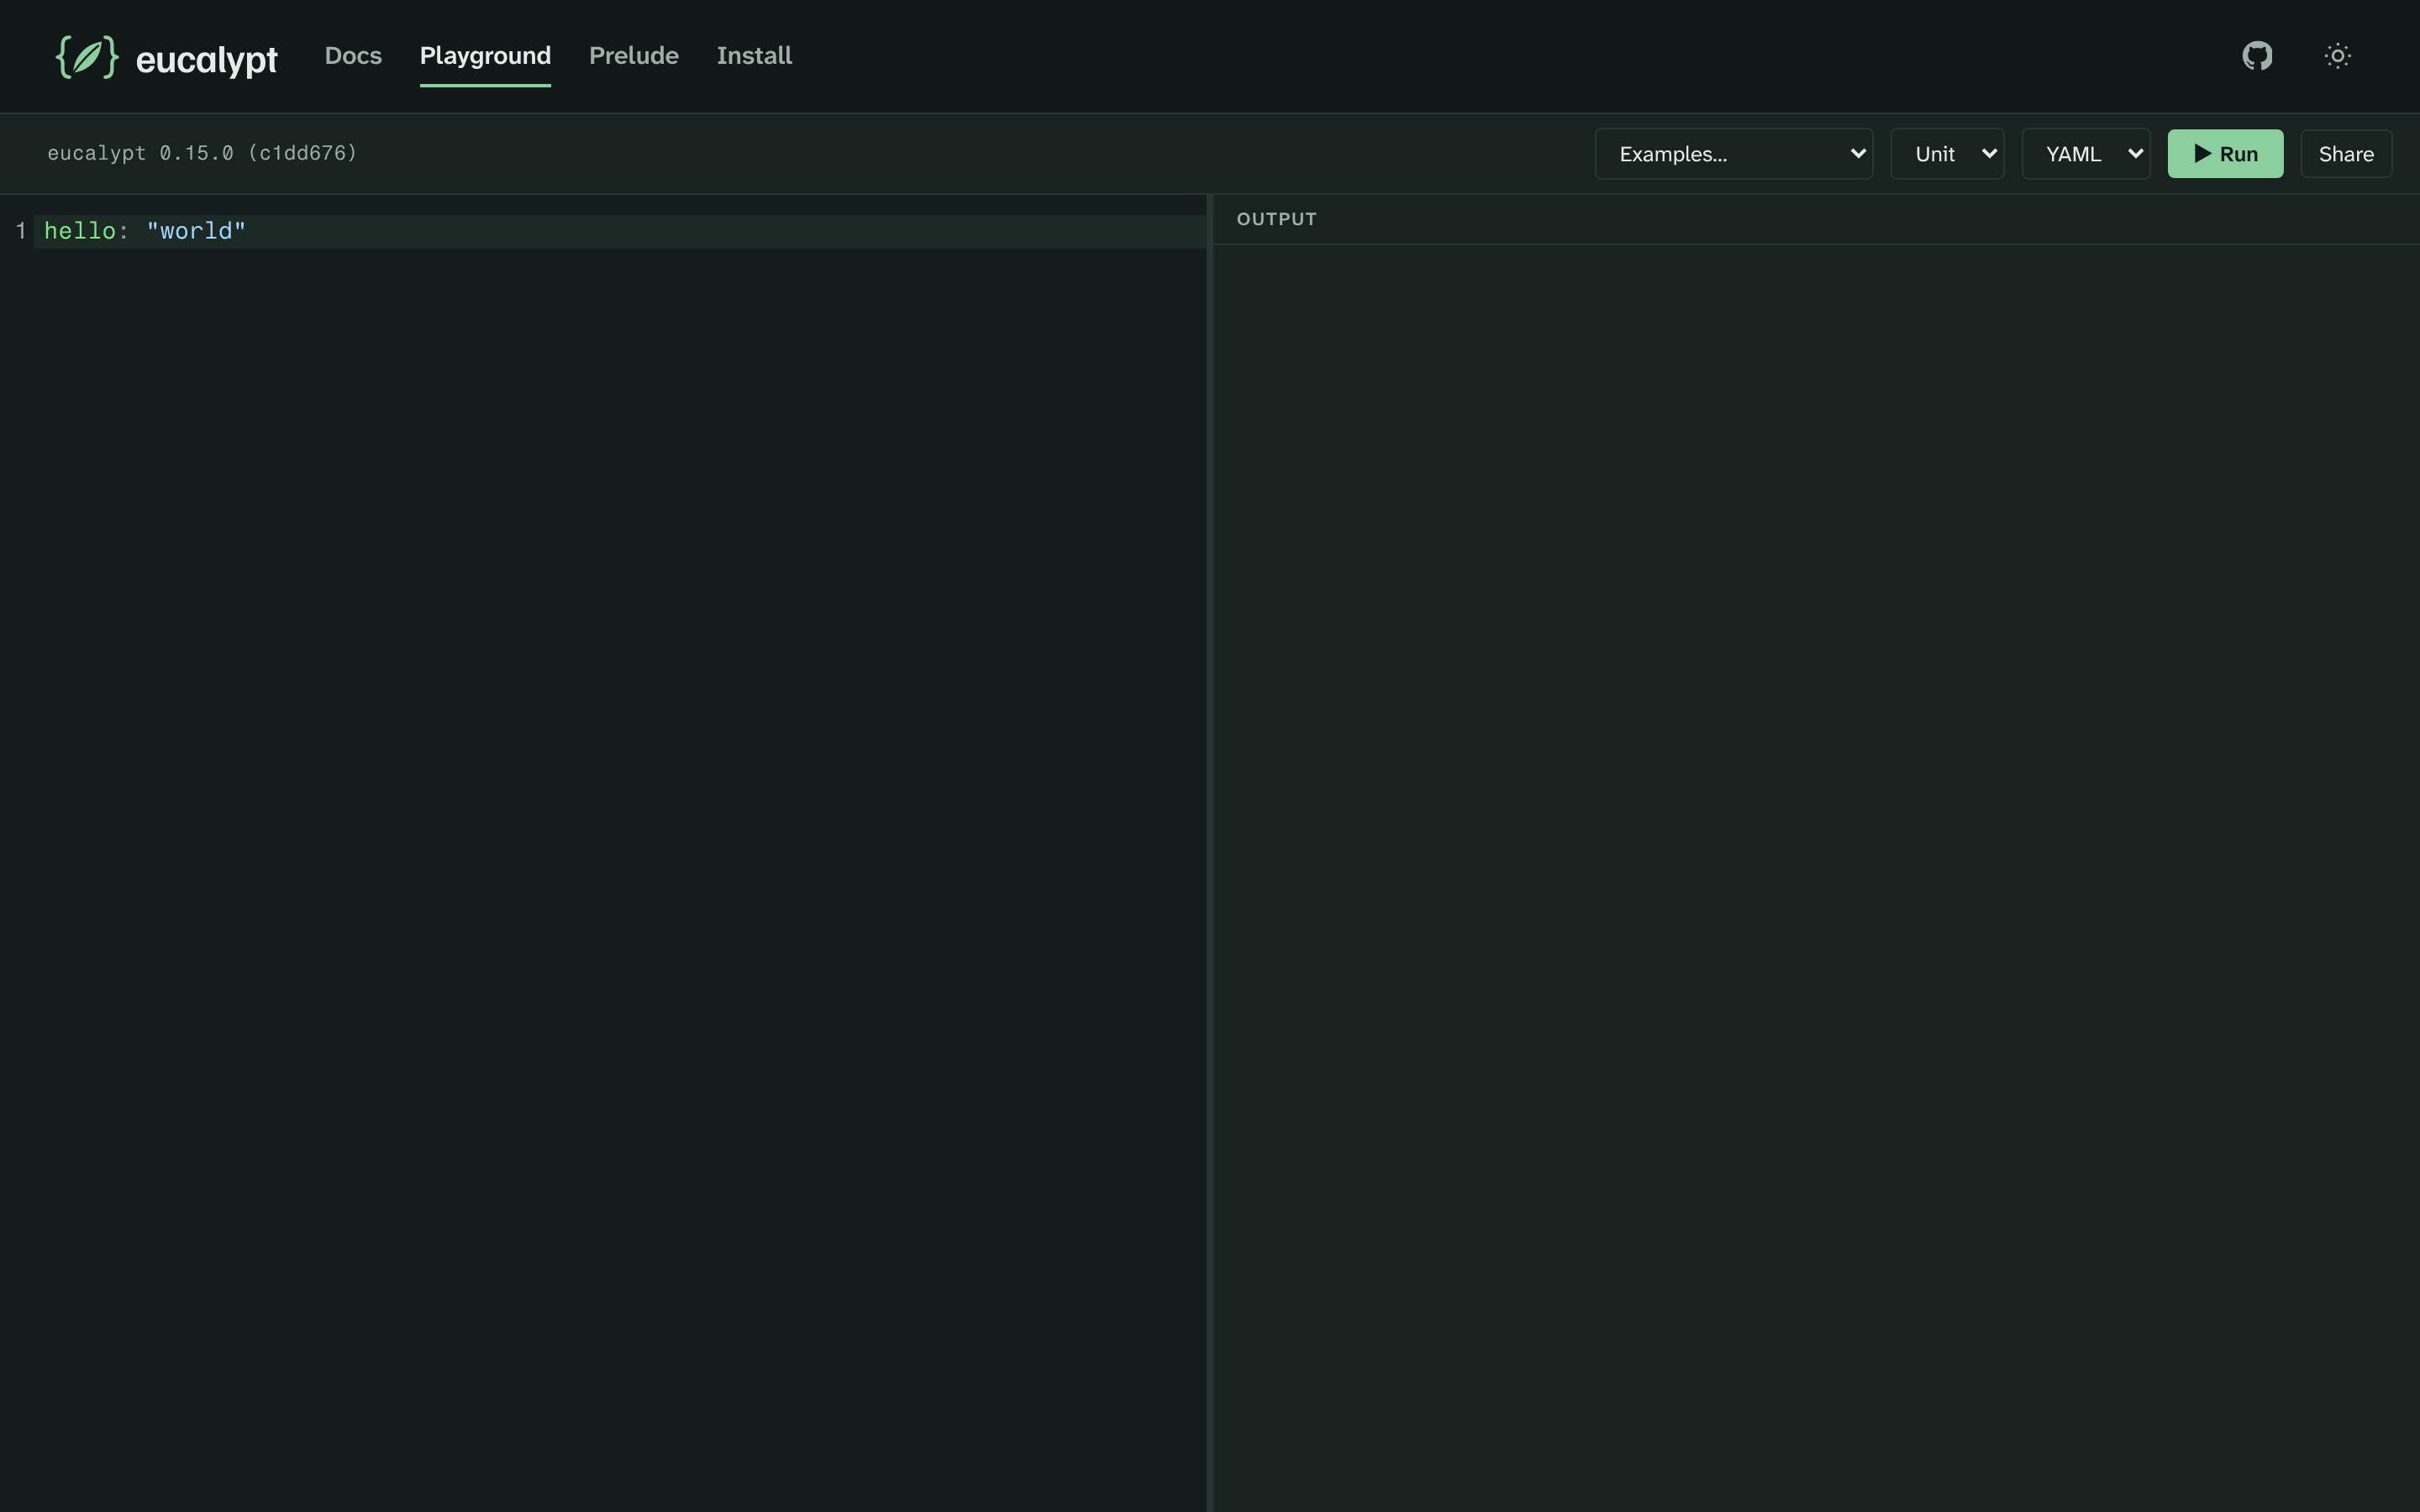 eucalypt Docs Playground Prelude Install
eucalypt 0.15.0 (c1dd676) Examples... Unit YAML Run Share
1 hello: "world"
OUTPUT